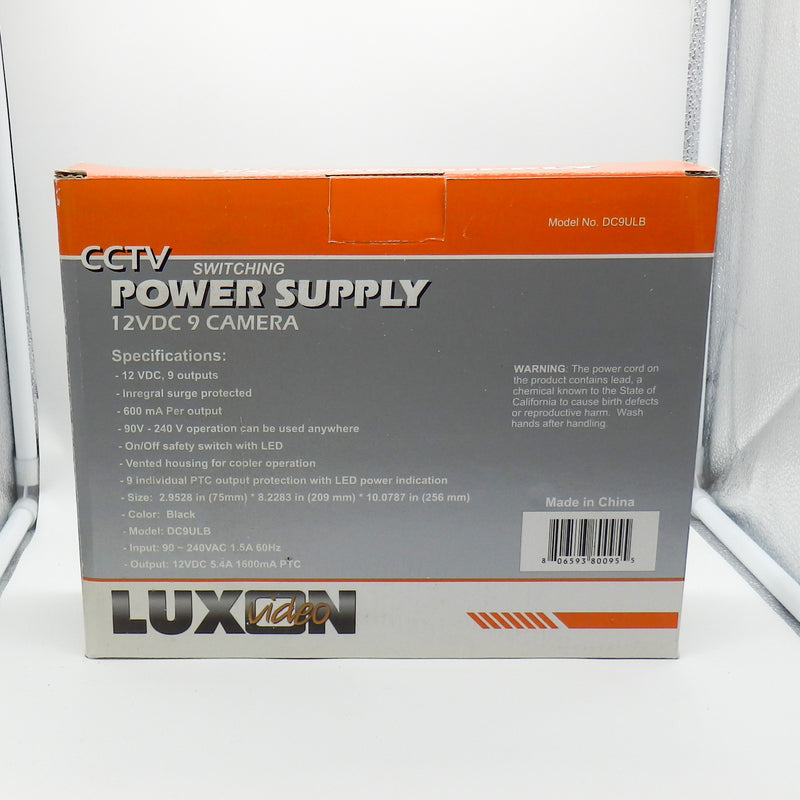 Model No. DC9ULB
CCTV SWITCHING
POWER SUPPLY
12VDC 9 CAMERA
Specifications:
- 12 VDC, 9 outputs
- Inregral surge protected
- 600 mA Per output
- 90V - 240 V operation can be used anywhere
- On/Off safety switch with LED
- Vented housing for cooler operation
- 9 individual PTC output protection with LED power indication
- Size: 2.9528 in (75mm) * 8.2283 in (209 mm) * 10.0787 in (256 mm)
- Color: Black
- Model: DC9ULB
- Input: 90 ~ 240VAC 1.5A 60Hz
- Output: 12VDC 5.4A 1600mA PTC
WARNING: The power cord on
the product contains lead, a
chemical known to the State of
California to cause birth defects
or reproductive harm. Wash
hands after handling.
Made in China
8 06593 80095 5
LUXON video